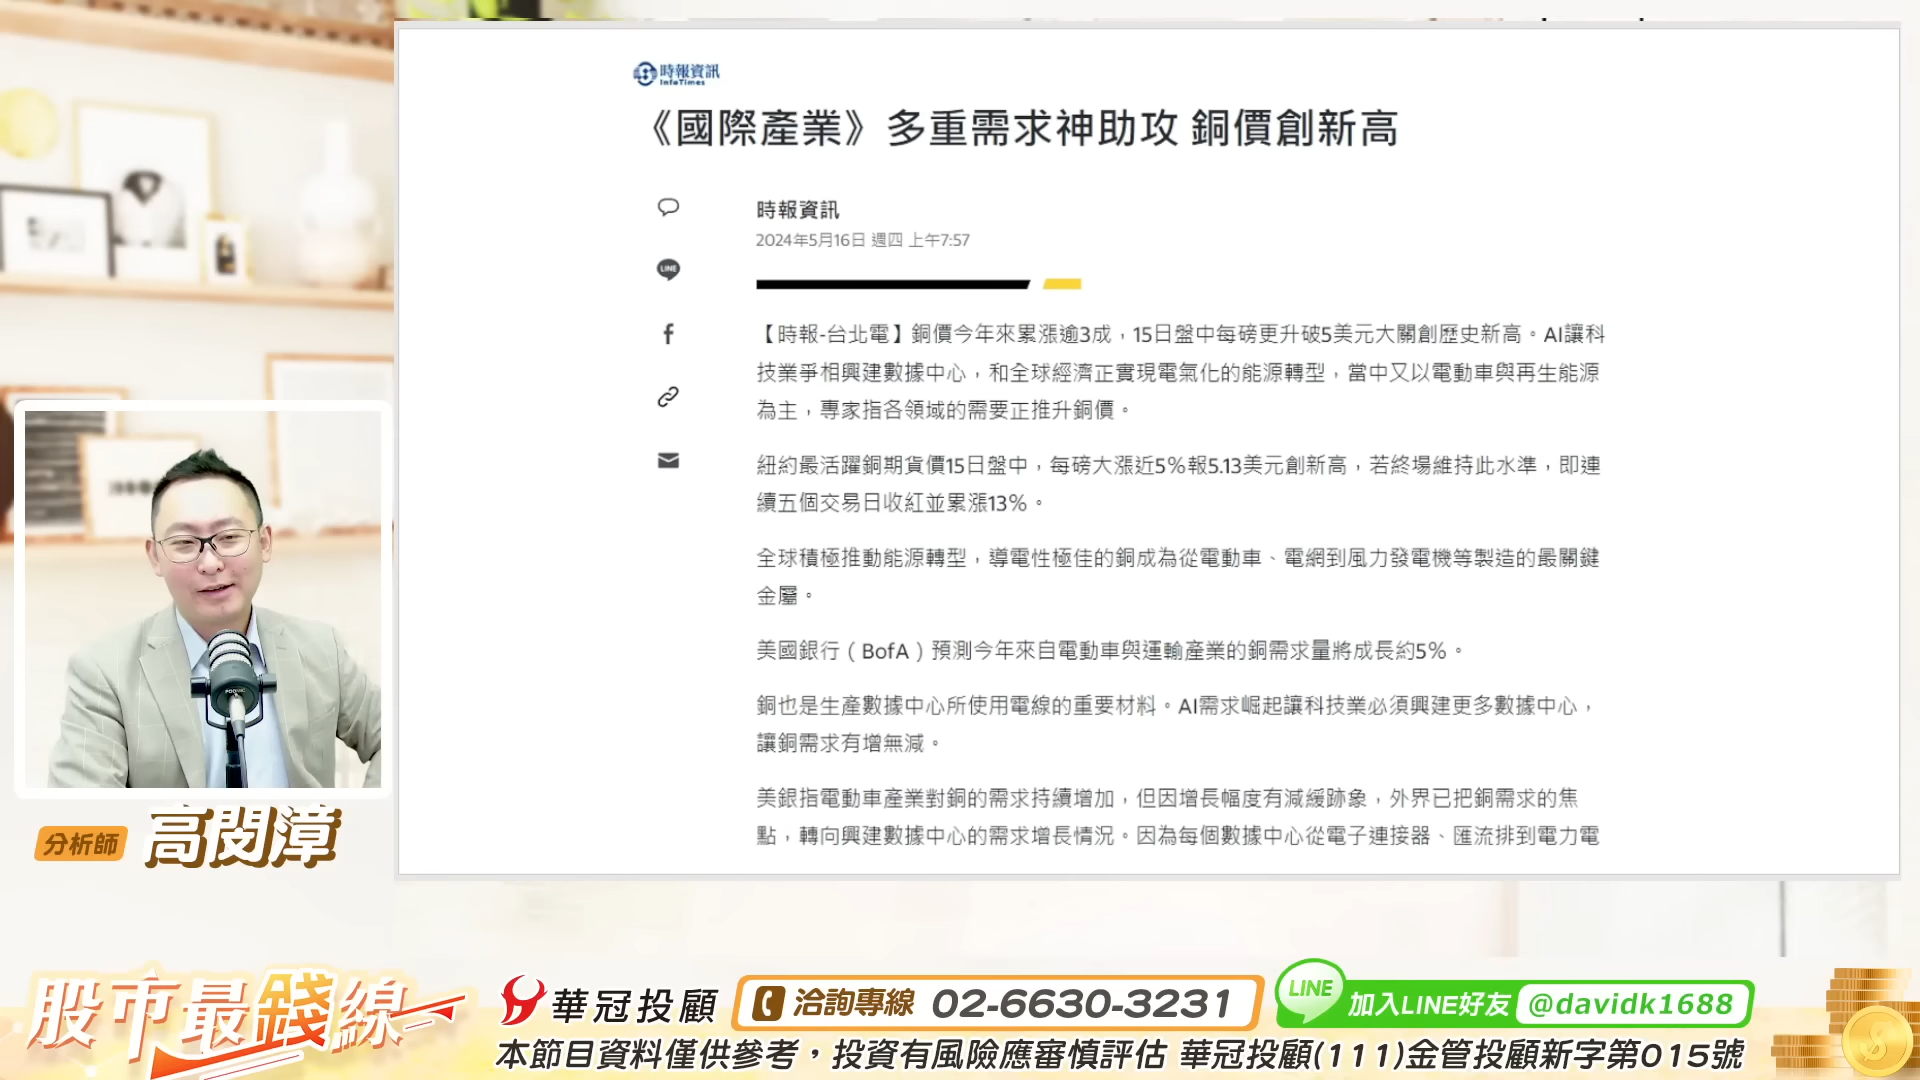 時報資訊
InfoTimes
《國際產業》多重需求神助攻 銅價創新高
時報資訊
2024年5月16日 週四 上午7:57
LINE
【時報-台北電】銅價今年來累漲逾3成，15日盤中每磅更升破5美元大關創歷史新高。AI讓科
技業爭相興建數據中心，和全球經濟正實現電氣化的能源轉型，當中又以電動車與再生能源
為主，專家指各領域的需要正推升銅價。
紐約最活躍銅期貨價15日盤中，每磅大漲近5%報5.13美元創新高，若終場維持此水準，即連
續五個交易日收紅並累漲13%。
全球積極推動能源轉型，導電性極佳的銅成為從電動車、電網到風力發電機等製造的最關鍵
金屬。
美國銀行（BofA）預測今年來自電動車與運輸產業的銅需求量將成長約5%。
銅也是生產數據中心所使用電線的重要材料。AI需求崛起讓科技業必須興建更多數據中心，
讓銅需求有增無減。
美銀指電動車產業對銅的需求持續增加，但因增長幅度有減緩跡象，外界已把銅需求的焦
點，轉向興建數據中心的需求增長情況。因為每個數據中心從電子連接器、匯流排到電力電
分析師 高閔漳
股市最錢線
華冠投顧
洽詢專線 02-6630-3231
LINE 加入LINE好友 @davidk1688
本節目資料僅供參考，投資有風險應審慎評估 華冠投顧(111)金管投顧新字第015號